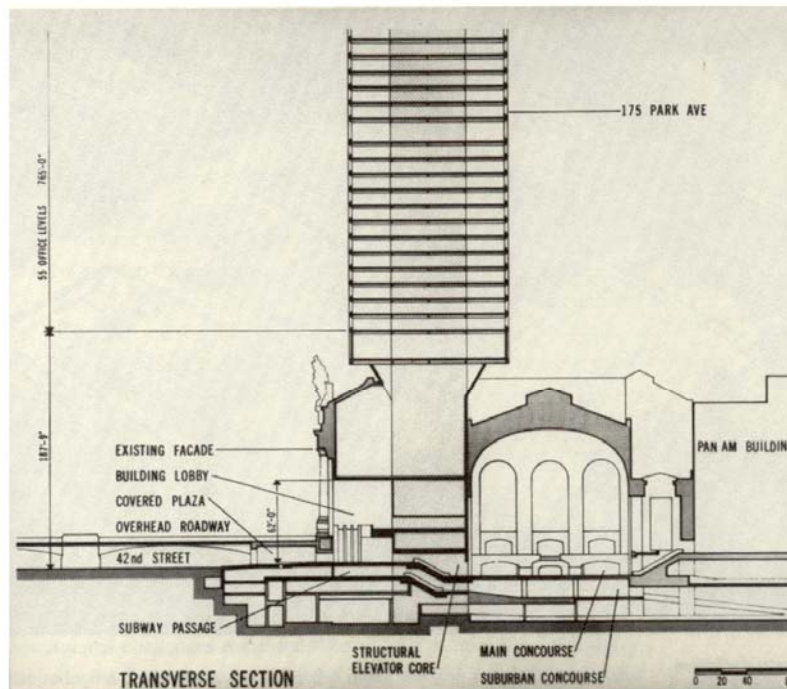 175 PARK AVE
55 OFFICE LEVELS 765'-0"
187'-9"
EXISTING FACADE
BUILDING LOBBY
COVERED PLAZA
OVERHEAD ROADWAY
62'-0"
42nd STREET
PAN AM BUILDIN
SUBWAY PASSAGE
STRUCTURAL
ELEVATOR CORE
MAIN CONCOURSE
SUBURBAN CONCOURSE
TRANSVERSE SECTION
0 20 40